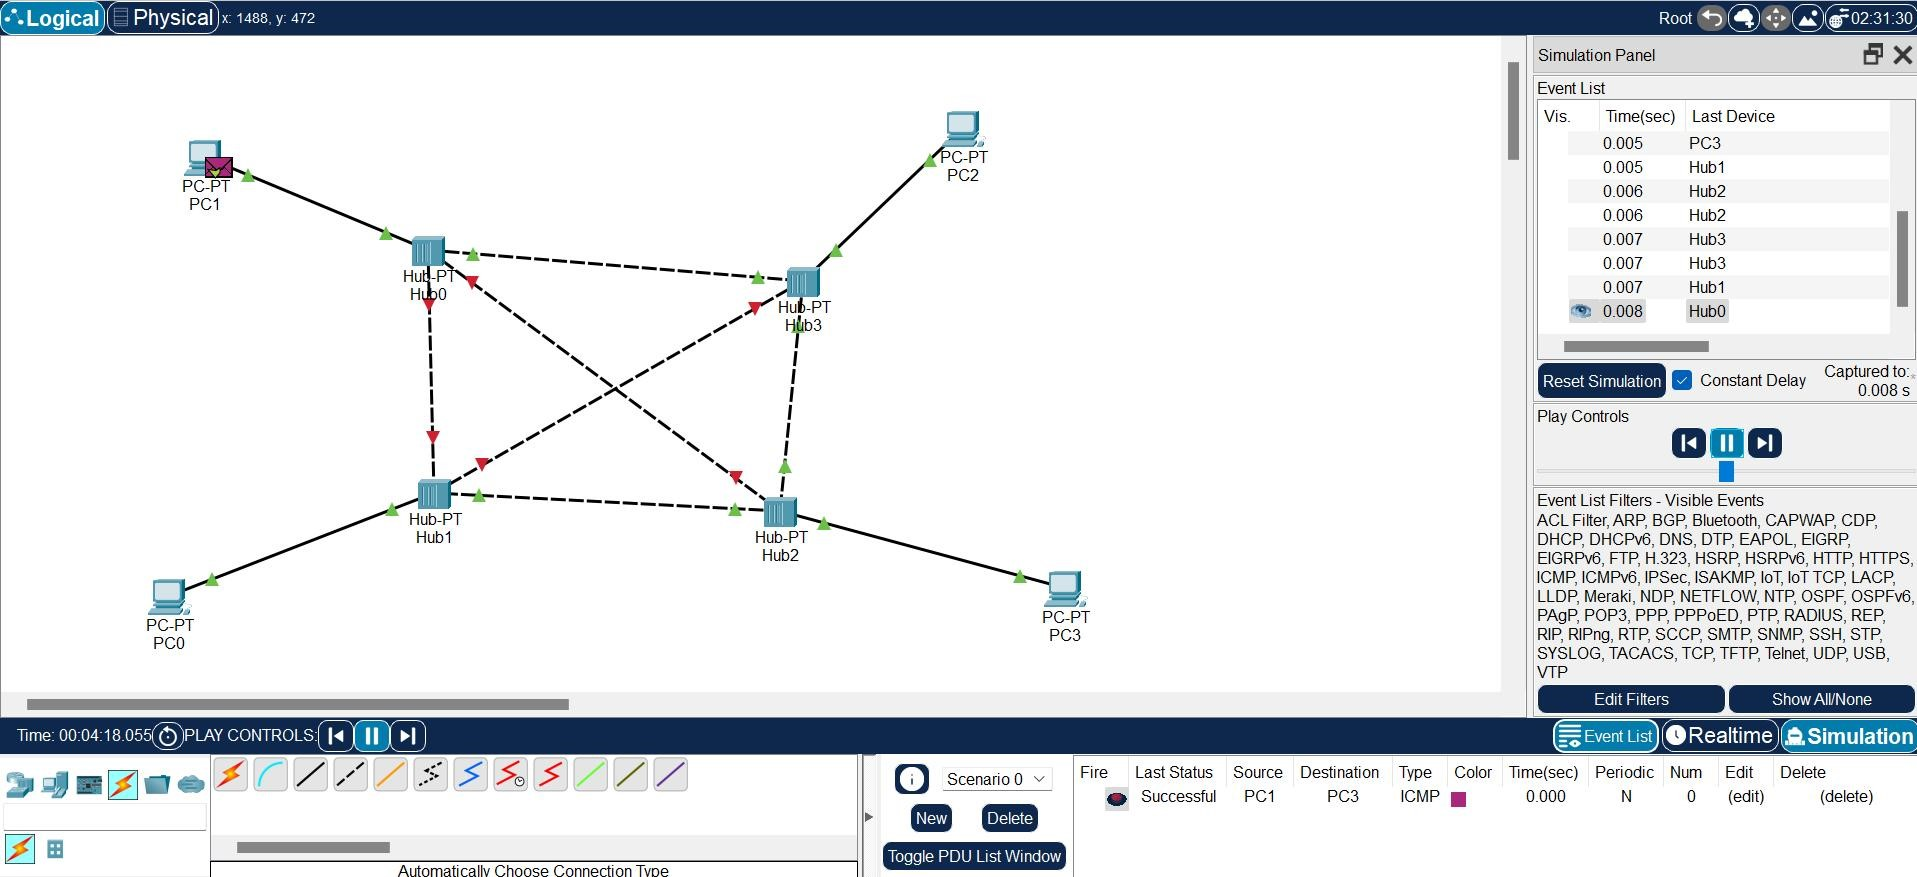 Logical Physical x: 1488, y: 472 Root 02:31:30
PC-PT
PC1
PC-PT
PC2
Hub-PT
Hub0
Hub-PT
Hub3
Hub-PT
Hub1
Hub-PT
Hub2
PC-PT
PC0
PC-PT
PC3
Simulation Panel
Event List
Vis. Time(sec) Last Device
0.005 PC3
0.005 Hub1
0.006 Hub2
0.006 Hub2
0.007 Hub3
0.007 Hub3
0.007 Hub1
0.008 Hub0
Reset Simulation Constant Delay Captured to:
0.008 s
Play Controls
Event List Filters - Visible Events
ACL Filter, ARP, BGP, Bluetooth, CAPWAP, CDP,
DHCP, DHCPv6, DNS, DTP, EAPOL, EIGRP,
EIGRPv6, FTP, H.323, HSRP, HSRPv6, HTTP, HTTPS,
ICMP, ICMPv6, IPSec, ISAKMP, IoT, IoT TCP, LACP,
LLDP, Meraki, NDP, NETFLOW, NTP, OSPF, OSPFv6,
PAgP, POP3, PPP, PPPoED, PTP, RADIUS, REP,
RIP, RIPng, RTP, SCCP, SMTP, SNMP, SSH, STP,
SYSLOG, TACACS, TCP, TFTP, Telnet, UDP, USB,
VTP
Edit Filters Show All/None
Time: 00:04:18.055 PLAY CONTROLS: Event List Realtime Simulation
Automatically Choose Connection Type
Scenario 0
New Delete
Toggle PDU List Window
Fire Last Status Source Destination Type Color Time(sec) Periodic Num Edit Delete
Successful PC1 PC3 ICMP 0.000 N 0 (edit) (delete)